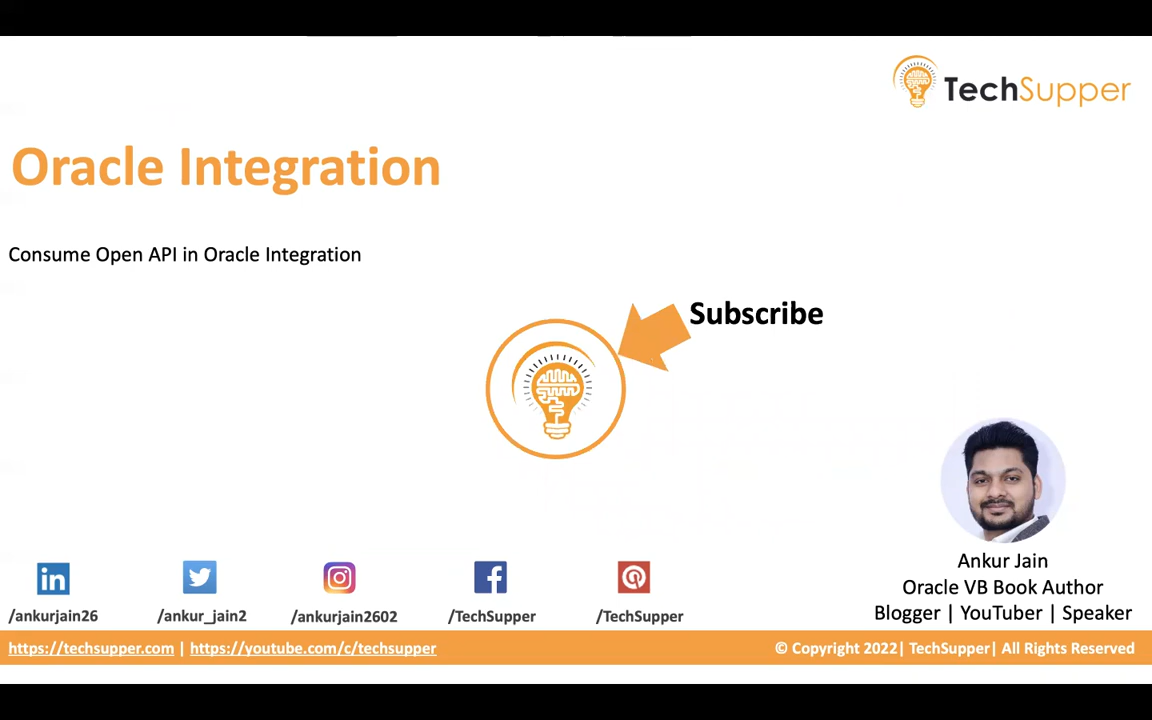 TechSupper
Oracle Integration
Consume Open API in Oracle Integration
Subscribe
Ankur Jain
Oracle VB Book Author
Blogger | YouTuber | Speaker
/ankurjain26
/ankur_jain2
/ankurjain2602
/TechSupper
/TechSupper
https://techsupper.com | https://youtube.com/c/techsupper
© Copyright 2022| TechSupper| All Rights Reserved